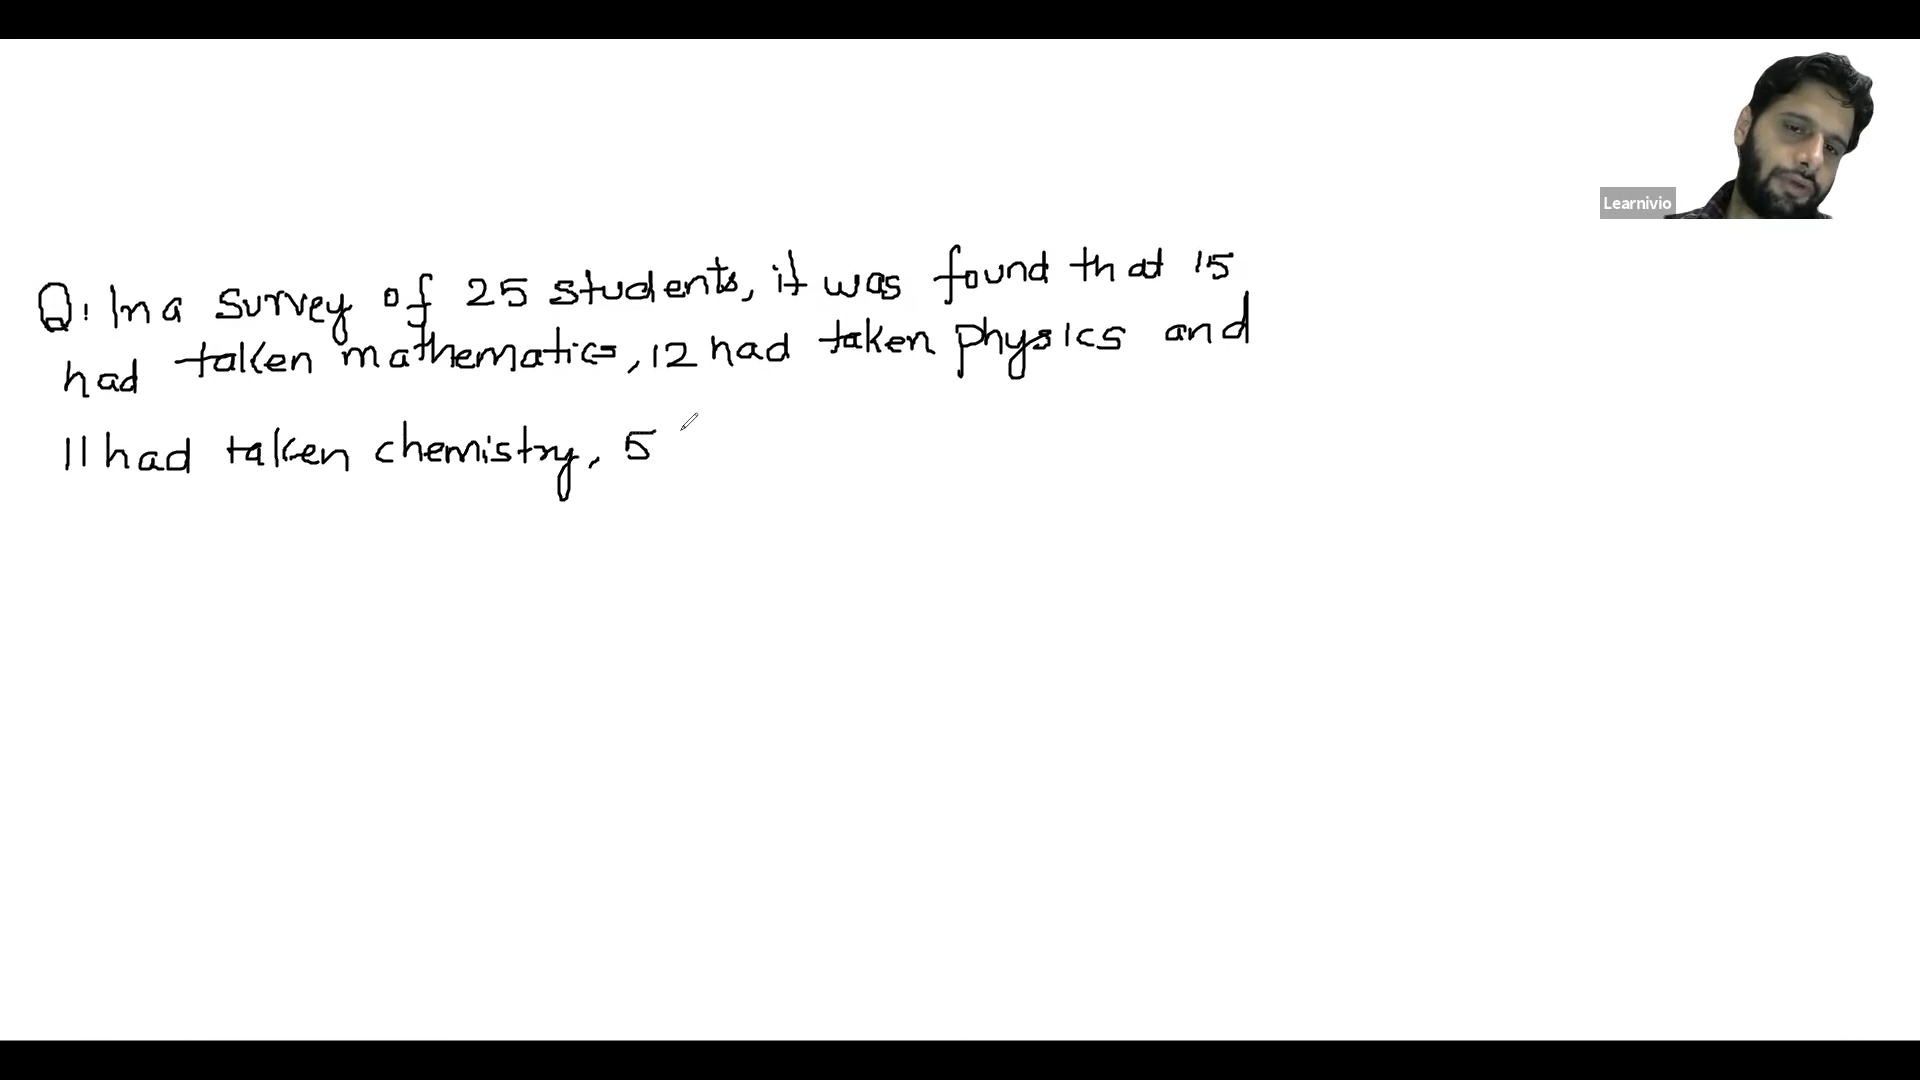 Learnivio
Q: In a survey of 25 students, it was found that 15
had taken mathematics, 12 had taken physics and
11 had taken chemistry, 5